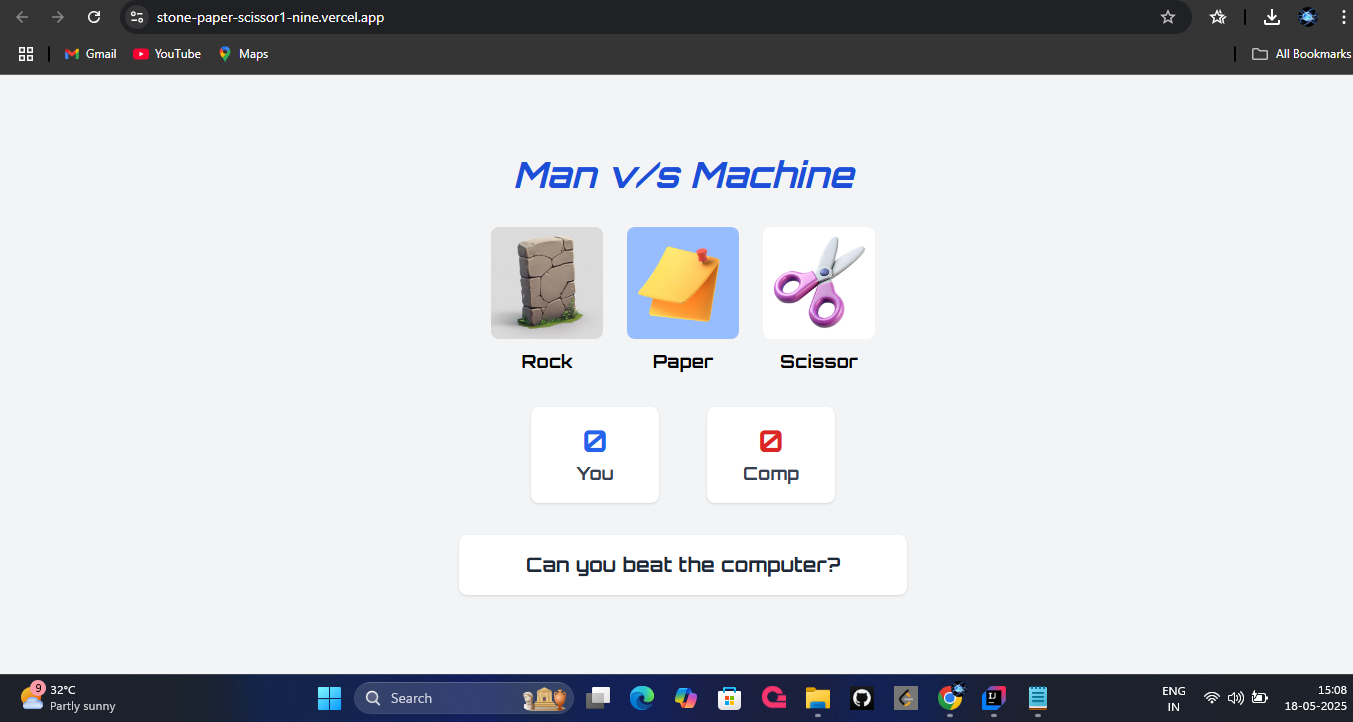 stone-paper-scissor1-nine.vercel.app
Gmail YouTube Maps All Bookmarks
Man v/s Machine
Rock Paper Scissor
0 0
You Comp
Can you beat the computer?
9 32°C
Partly sunny
Search
IJ
ENG
IN
15:08
18-05-2025